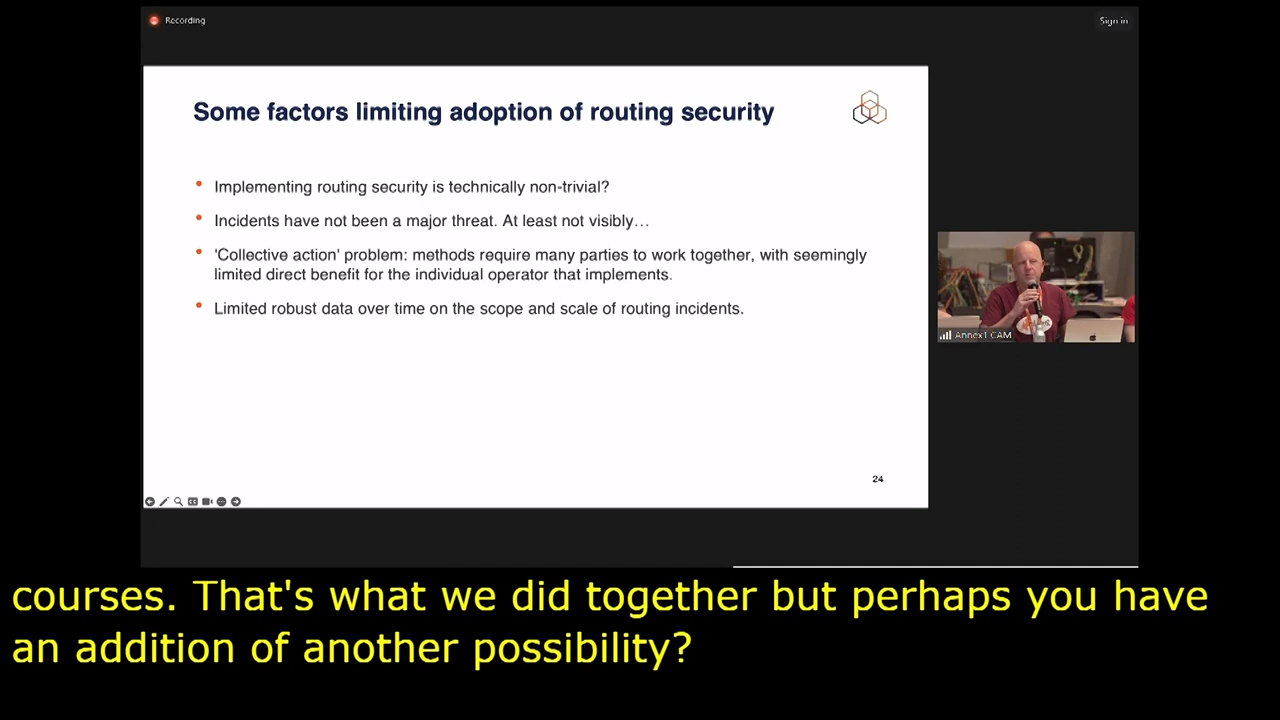 Recording
Sign in
Some factors limiting adoption of routing security
• Implementing routing security is technically non-trivial?
• Incidents have not been a major threat. At least not visibly…
• 'Collective action' problem: methods require many parties to work together, with seemingly
limited direct benefit for the individual operator that implements.
• Limited robust data over time on the scope and scale of routing incidents.
Annex1 CAM
24
courses. That's what we did together but perhaps you have
an addition of another possibility?